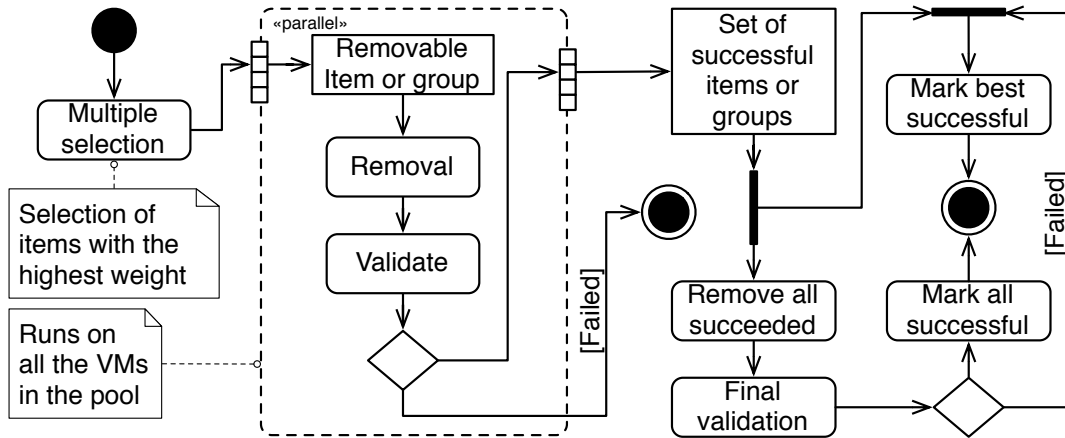 «parallel»
Multiple
selection
Selection of
items with the
highest weight
Runs on
all the VMs
in the pool
Removable
Item or group
Removal
Validate
[Failed]
Set of
successful
items or
groups
Remove all
succeeded
Final
validation
Mark best
successful
Mark all
successful
[Failed]